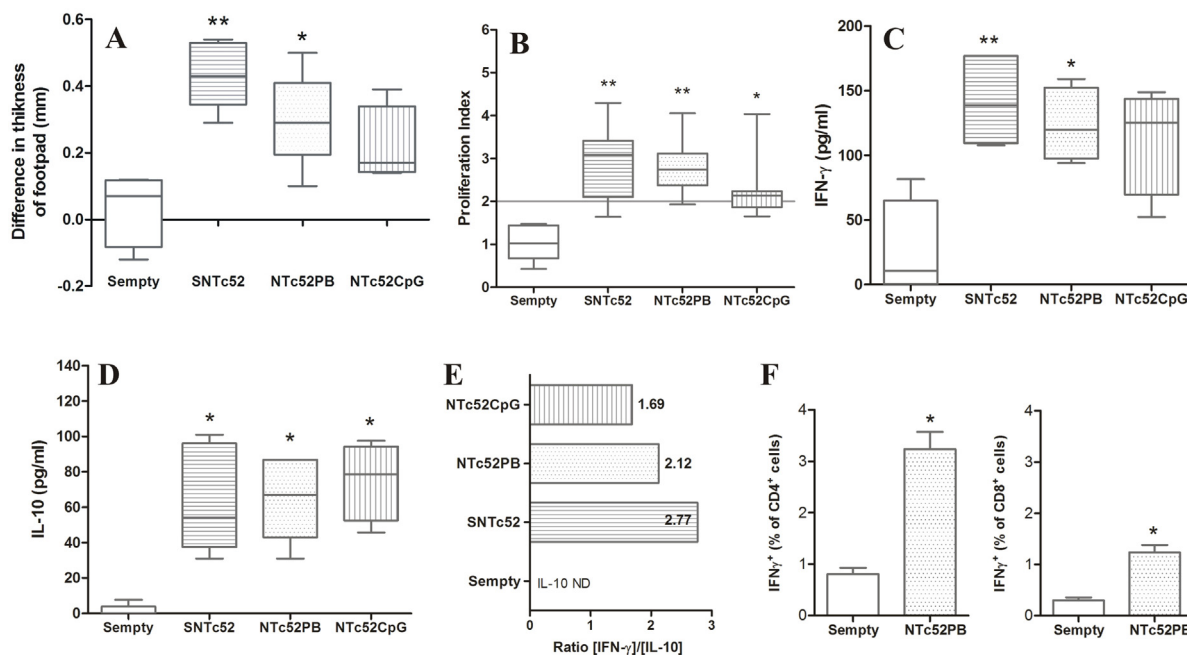 A
Difference in thikness
of footpad (mm)
0.6
0.4
0.2
0.0
-0.2
**
*
Sempty
SNTc52
NTc52PB
NTc52CpG
B
Proliferation Index
6
5
4
3
2
1
0
**
**
*
Sempty
SNTc52
NTc52PB
NTc52CpG
C
IFN-γ (pg/ml)
200
150
100
50
0
**
*
Sempty
SNTc52
NTc52PB
NTc52CpG
D
IL-10 (pg/ml)
140
120
100
80
60
40
20
0
*
*
*
Sempty
SNTc52
NTc52PB
NTc52CpG
E
NTc52CpG
1.69
NTc52PB
2.12
SNTc52
2.77
Sempty
IL-10 ND
0
1
2
3
Ratio [IFN-γ]/[IL-10]
F
IFNγ+ (% of CD4+ cells)
4
3
2
1
0
*
Sempty
NTc52PB
IFNγ+ (% of CD8+ cells)
4
3
2
1
0
*
Sempty
NTc52PB